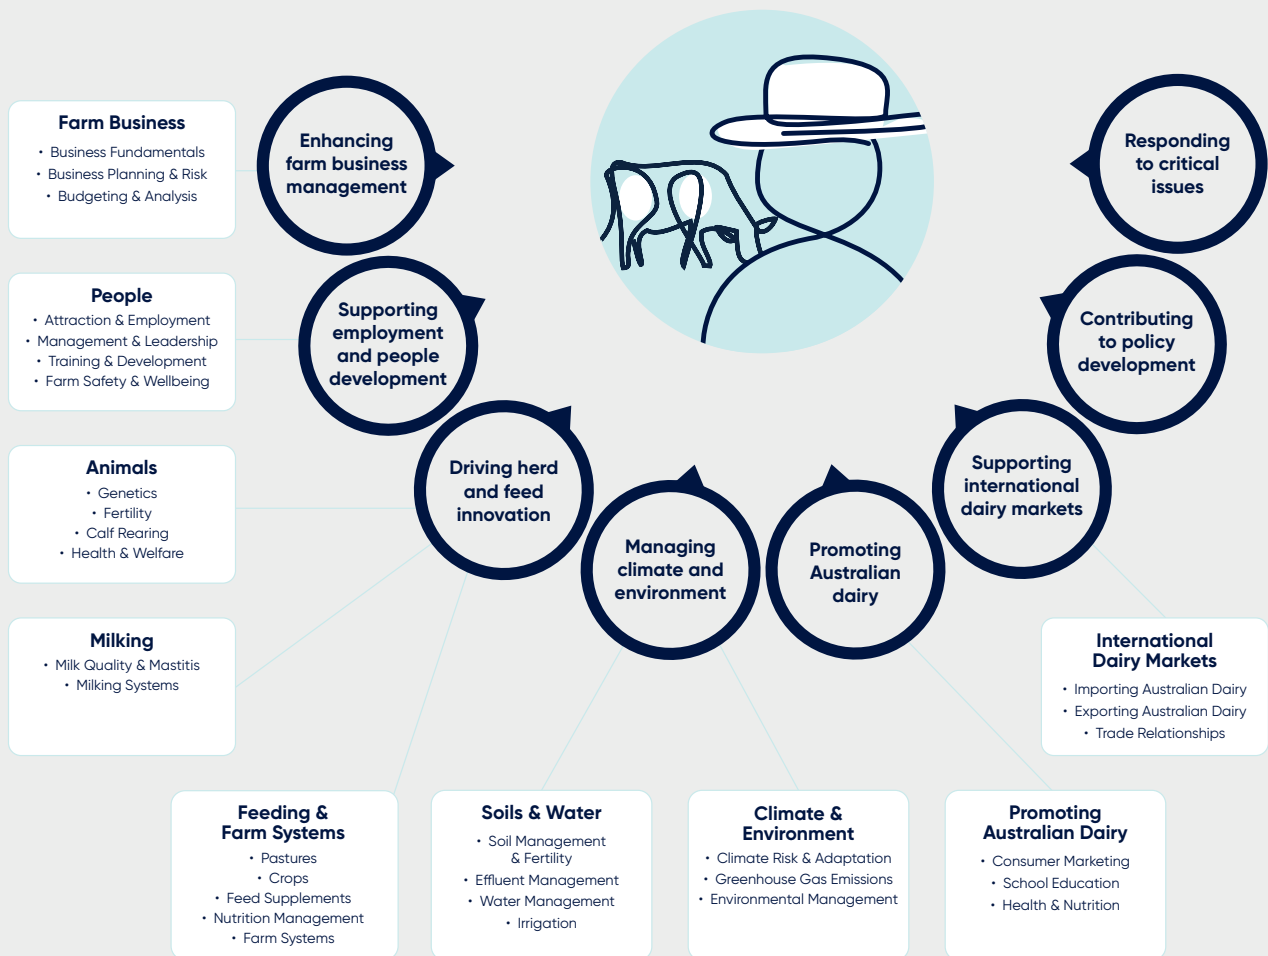 Farm Business
• Business Fundamentals
• Business Planning & Risk
• Budgeting & Analysis
Enhancing
farm business
management
Responding
to critical
issues
People
• Attraction & Employment
• Management & Leadership
• Training & Development
• Farm Safety & Wellbeing
Supporting
employment
and people
development
Contributing
to policy
development
Animals
• Genetics
• Fertility
• Calf Rearing
• Health & Welfare
Driving herd
and feed
innovation
Managing
climate and
environment
Promoting
Australian
dairy
Supporting
international
dairy markets
Milking
• Milk Quality & Mastitis
• Milking Systems
International
Dairy Markets
• Importing Australian Dairy
• Exporting Australian Dairy
• Trade Relationships
Feeding &
Farm Systems
• Pastures
• Crops
• Feed Supplements
• Nutrition Management
• Farm Systems
Soils & Water
• Soil Management
& Fertility
• Effluent Management
• Water Management
• Irrigation
Climate &
Environment
• Climate Risk & Adaptation
• Greenhouse Gas Emissions
• Environmental Management
Promoting
Australian Dairy
• Consumer Marketing
• School Education
• Health & Nutrition